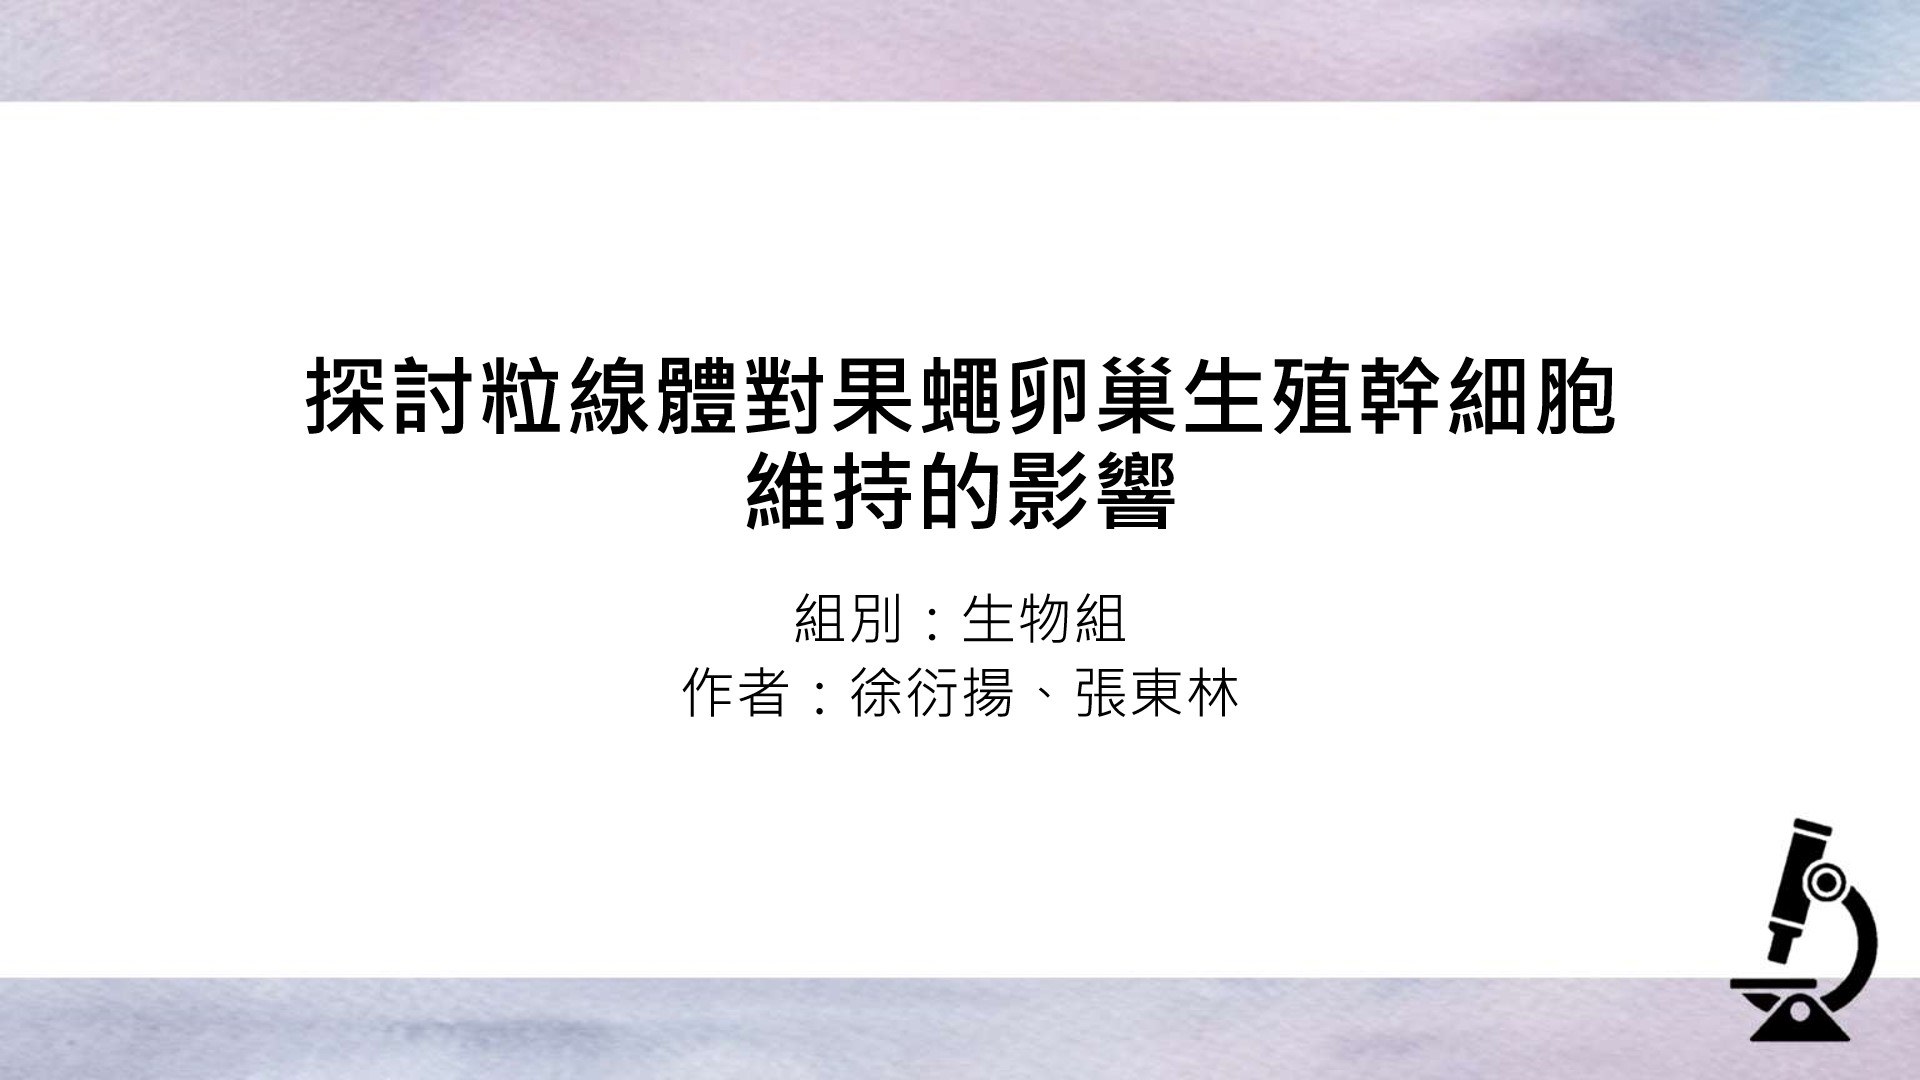 探討粒線體對果蠅卵巢生殖幹細胞
維持的影響
組別：生物組
作者：徐衍揚、張東林